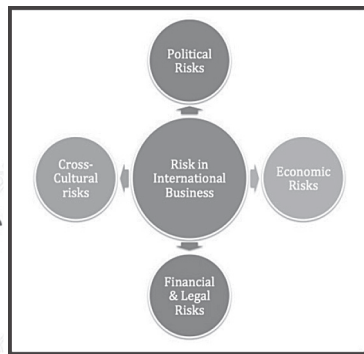 Political
Risks
Cross-
Cultural
risks
Risk in
International
Business
Economic
Risks
Financial
& Legal
Risks